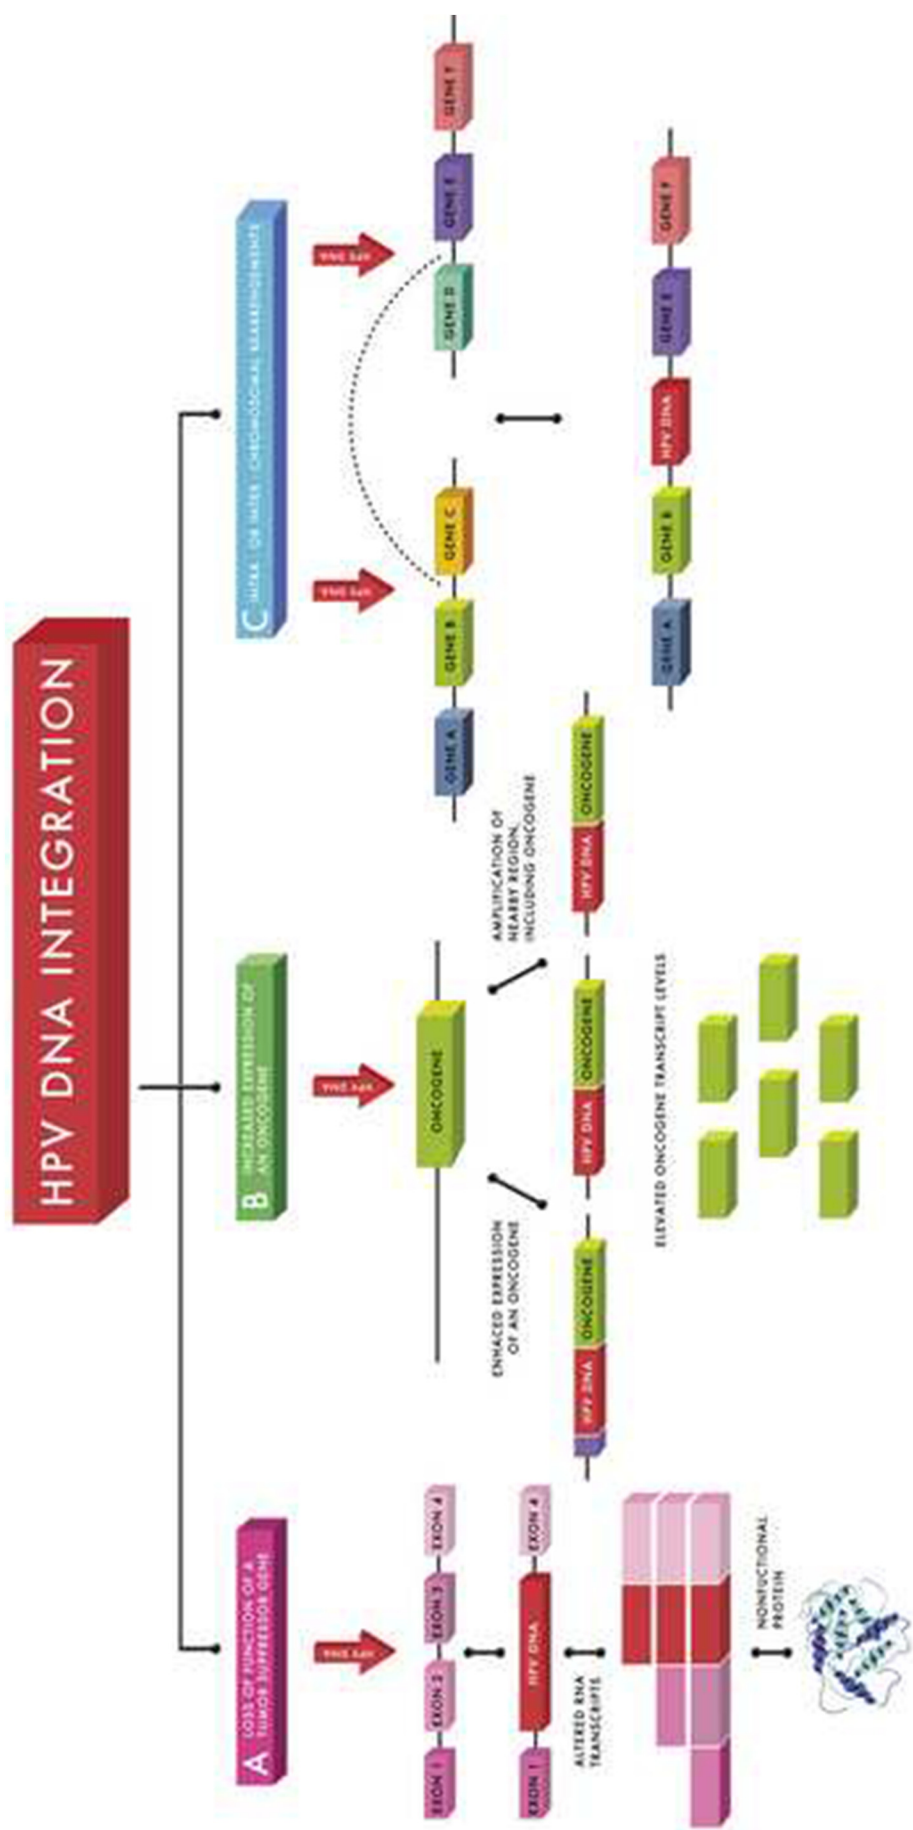 HPV DNA INTEGRATION
A LOSS OF FUNCTION OF A
TUMOR SUPPRESSOR GENE
HPV DNA
EXON 1 EXON 2 EXON 3 EXON 4
EXON 1 HPV DNA EXON 4
ALTERED RNA
TRANSCRIPTS
NONFUCTIONAL
PROTEIN
B INCREASED EXPRESSION OF
AN ONCOGENE
HPV DNA
ONCOGENE
ENHACED EXPRESSION
OF AN ONCOGENE
AMPLIFICATION OF
NEARBY REGION,
INCLUDING ONCOGENE
HPV DNA ONCOGENE
HPV DNA ONCOGENE
HPV DNA ONCOGENE
ELEVATED ONCOGENE TRANSCRIPT LEVELS
C INTRA- OR INTER- CHROMOSOMAL REARRENGEMENTS
HPV DNA
HPV DNA
GENE A GENE B GENE C
GENE D GENE E GENE F
GENE A GENE B HPV DNA GENE E GENE F